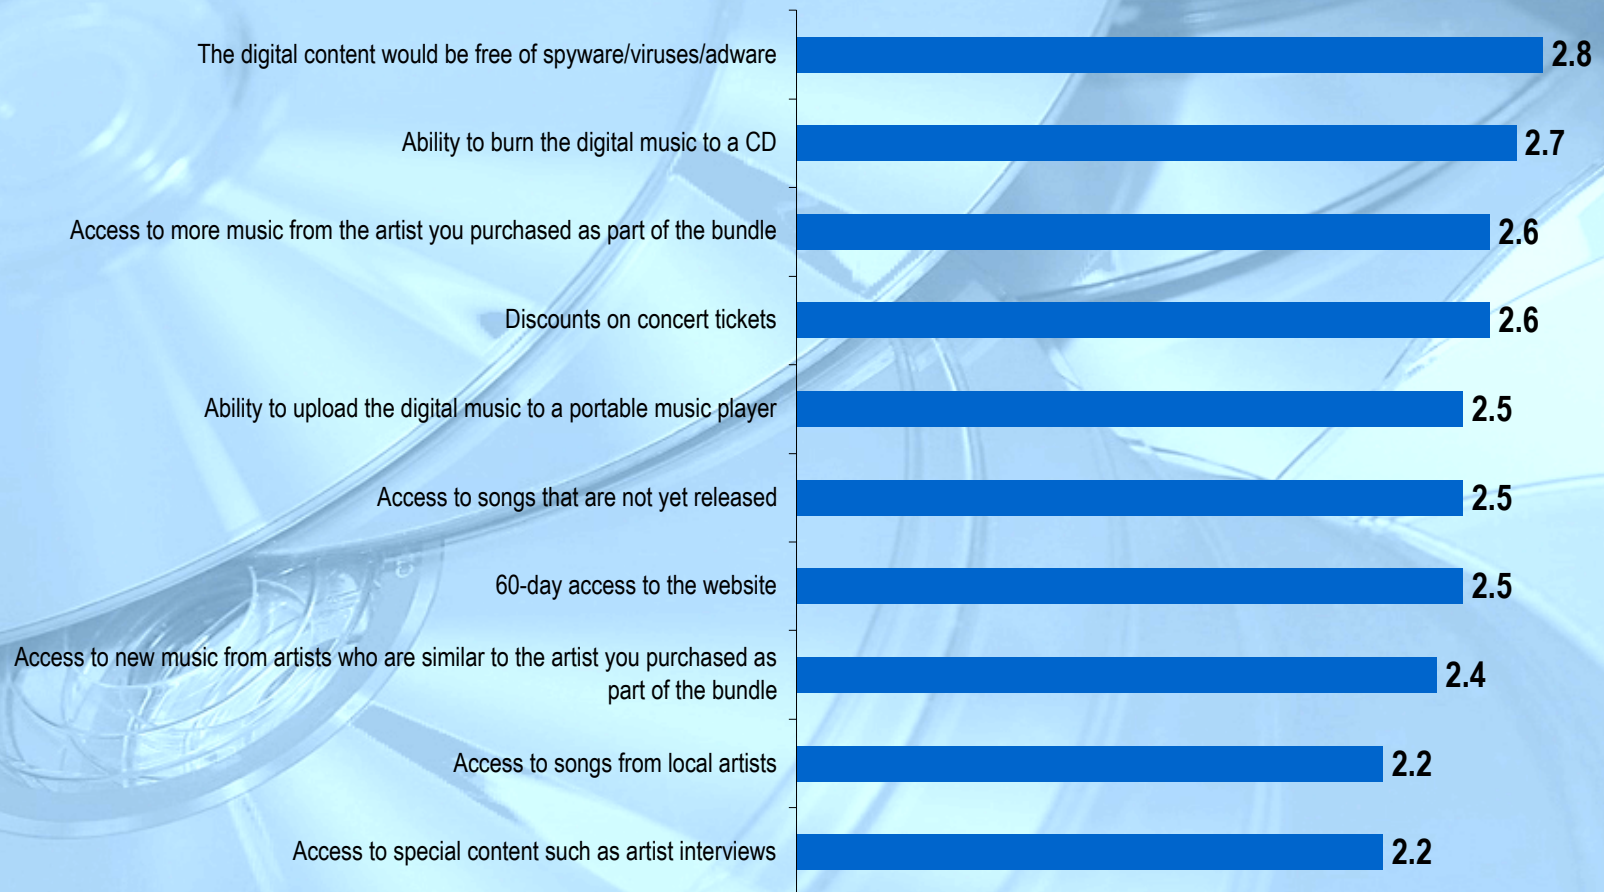 The digital content would be free of spyware/viruses/adware 2.8
Ability to burn the digital music to a CD 2.7
Access to more music from the artist you purchased as part of the bundle 2.6
Discounts on concert tickets 2.6
Ability to upload the digital music to a portable music player 2.5
Access to songs that are not yet released 2.5
60-day access to the website 2.5
Access to new music from artists who are similar to the artist you purchased as
part of the bundle 2.4
Access to songs from local artists 2.2
Access to special content such as artist interviews 2.2